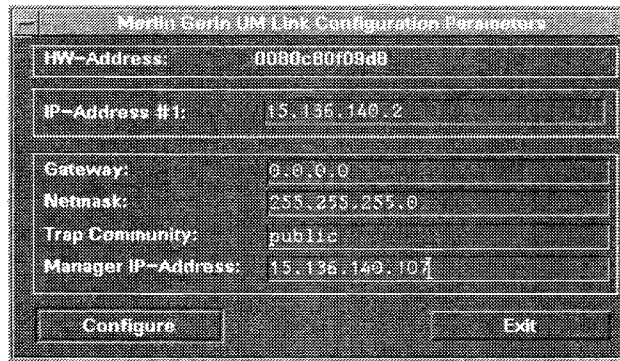 Merlin Gerin UM Link Configuration Parameters
HW-Address: 0080c80f09d8
IP-Address #1: 15.136.140.2
Gateway: 0.0.0.0
Netmask: 255.255.255.0
Trap Community: public
Manager IP-Address: 15.136.140.107
Configure Exit